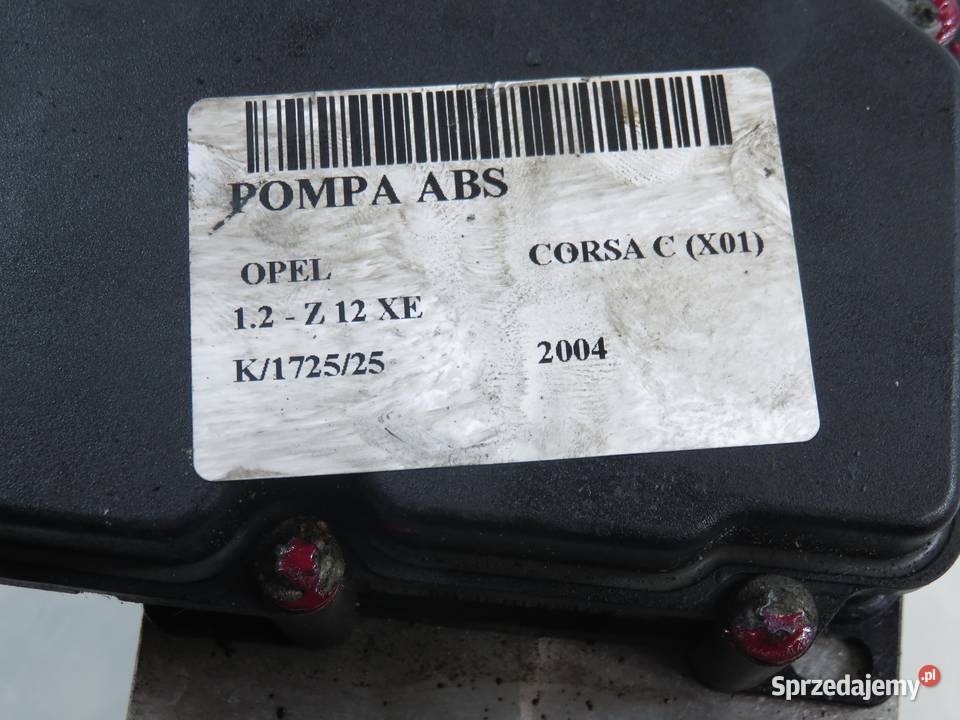 POMPA ABS
OPEL CORSA C (X01)
1.2 - Z 12 XE
K/1725/25 2004
Sprzedajemy.pl